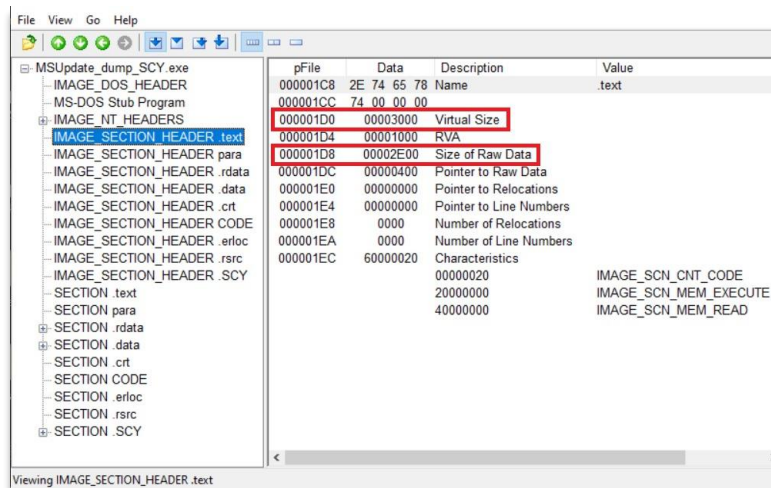 File View Go Help
MSUpdate_dump_SCY.exe
IMAGE_DOS_HEADER
MS-DOS Stub Program
IMAGE_NT_HEADERS
IMAGE_SECTION_HEADER .text
IMAGE_SECTION_HEADER para
IMAGE_SECTION_HEADER .rdata
IMAGE_SECTION_HEADER .data
IMAGE_SECTION_HEADER .crt
IMAGE_SECTION_HEADER CODE
IMAGE_SECTION_HEADER .erloc
IMAGE_SECTION_HEADER .rsrc
IMAGE_SECTION_HEADER .SCY
SECTION .text
SECTION para
SECTION .rdata
SECTION .data
SECTION .crt
SECTION CODE
SECTION .erloc
SECTION .rsrc
SECTION .SCY
pFile Data Description Value
000001C8 2E 74 65 78 Name .text
000001CC 74 00 00 00
000001D0 00003000 Virtual Size
000001D4 00001000 RVA
000001D8 00002E00 Size of Raw Data
000001DC 00000400 Pointer to Raw Data
000001E0 00000000 Pointer to Relocations
000001E4 00000000 Pointer to Line Numbers
000001E8 0000 Number of Relocations
000001EA 0000 Number of Line Numbers
000001EC 60000020 Characteristics
00000020 IMAGE_SCN_CNT_CODE
20000000 IMAGE_SCN_MEM_EXECUTE
40000000 IMAGE_SCN_MEM_READ
Viewing IMAGE_SECTION_HEADER .text